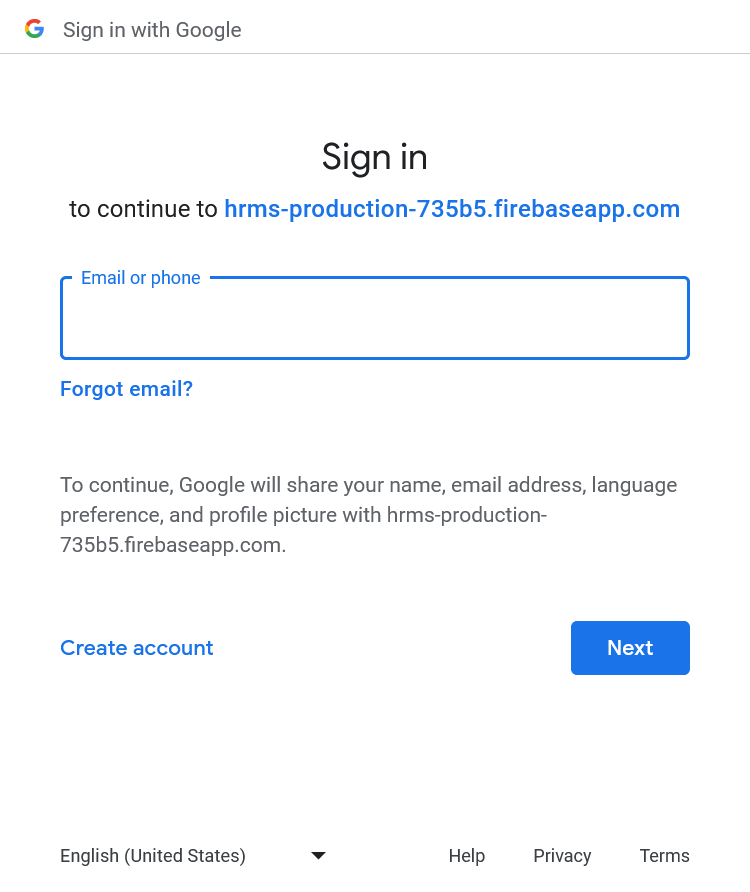 Sign in with Google
Sign in
to continue to hrms-production-735b5.firebaseapp.com
Email or phone
Forgot email?
To continue, Google will share your name, email address, language
preference, and profile picture with hrms-production-
735b5.firebaseapp.com.
Create account
Next
English (United States)
Help
Privacy
Terms